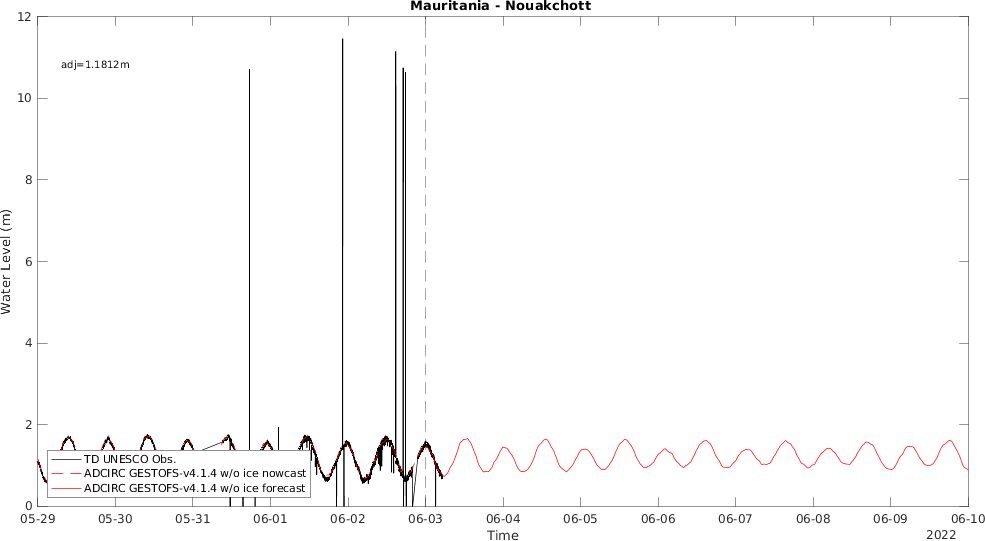 Mauritania - Nouakchott
adj=1.1812m
Water Level (m)
12
10
8
6
4
2
0
TD UNESCO Obs.
ADCIRC GESTOFS-v4.1.4 w/o ice nowcast
ADCIRC GESTOFS-v4.1.4 w/o ice forecast
05-29 05-30 05-31 06-01 06-02 06-03 06-04 06-05 06-06 06-07 06-08 06-09 06-10
Time
2022